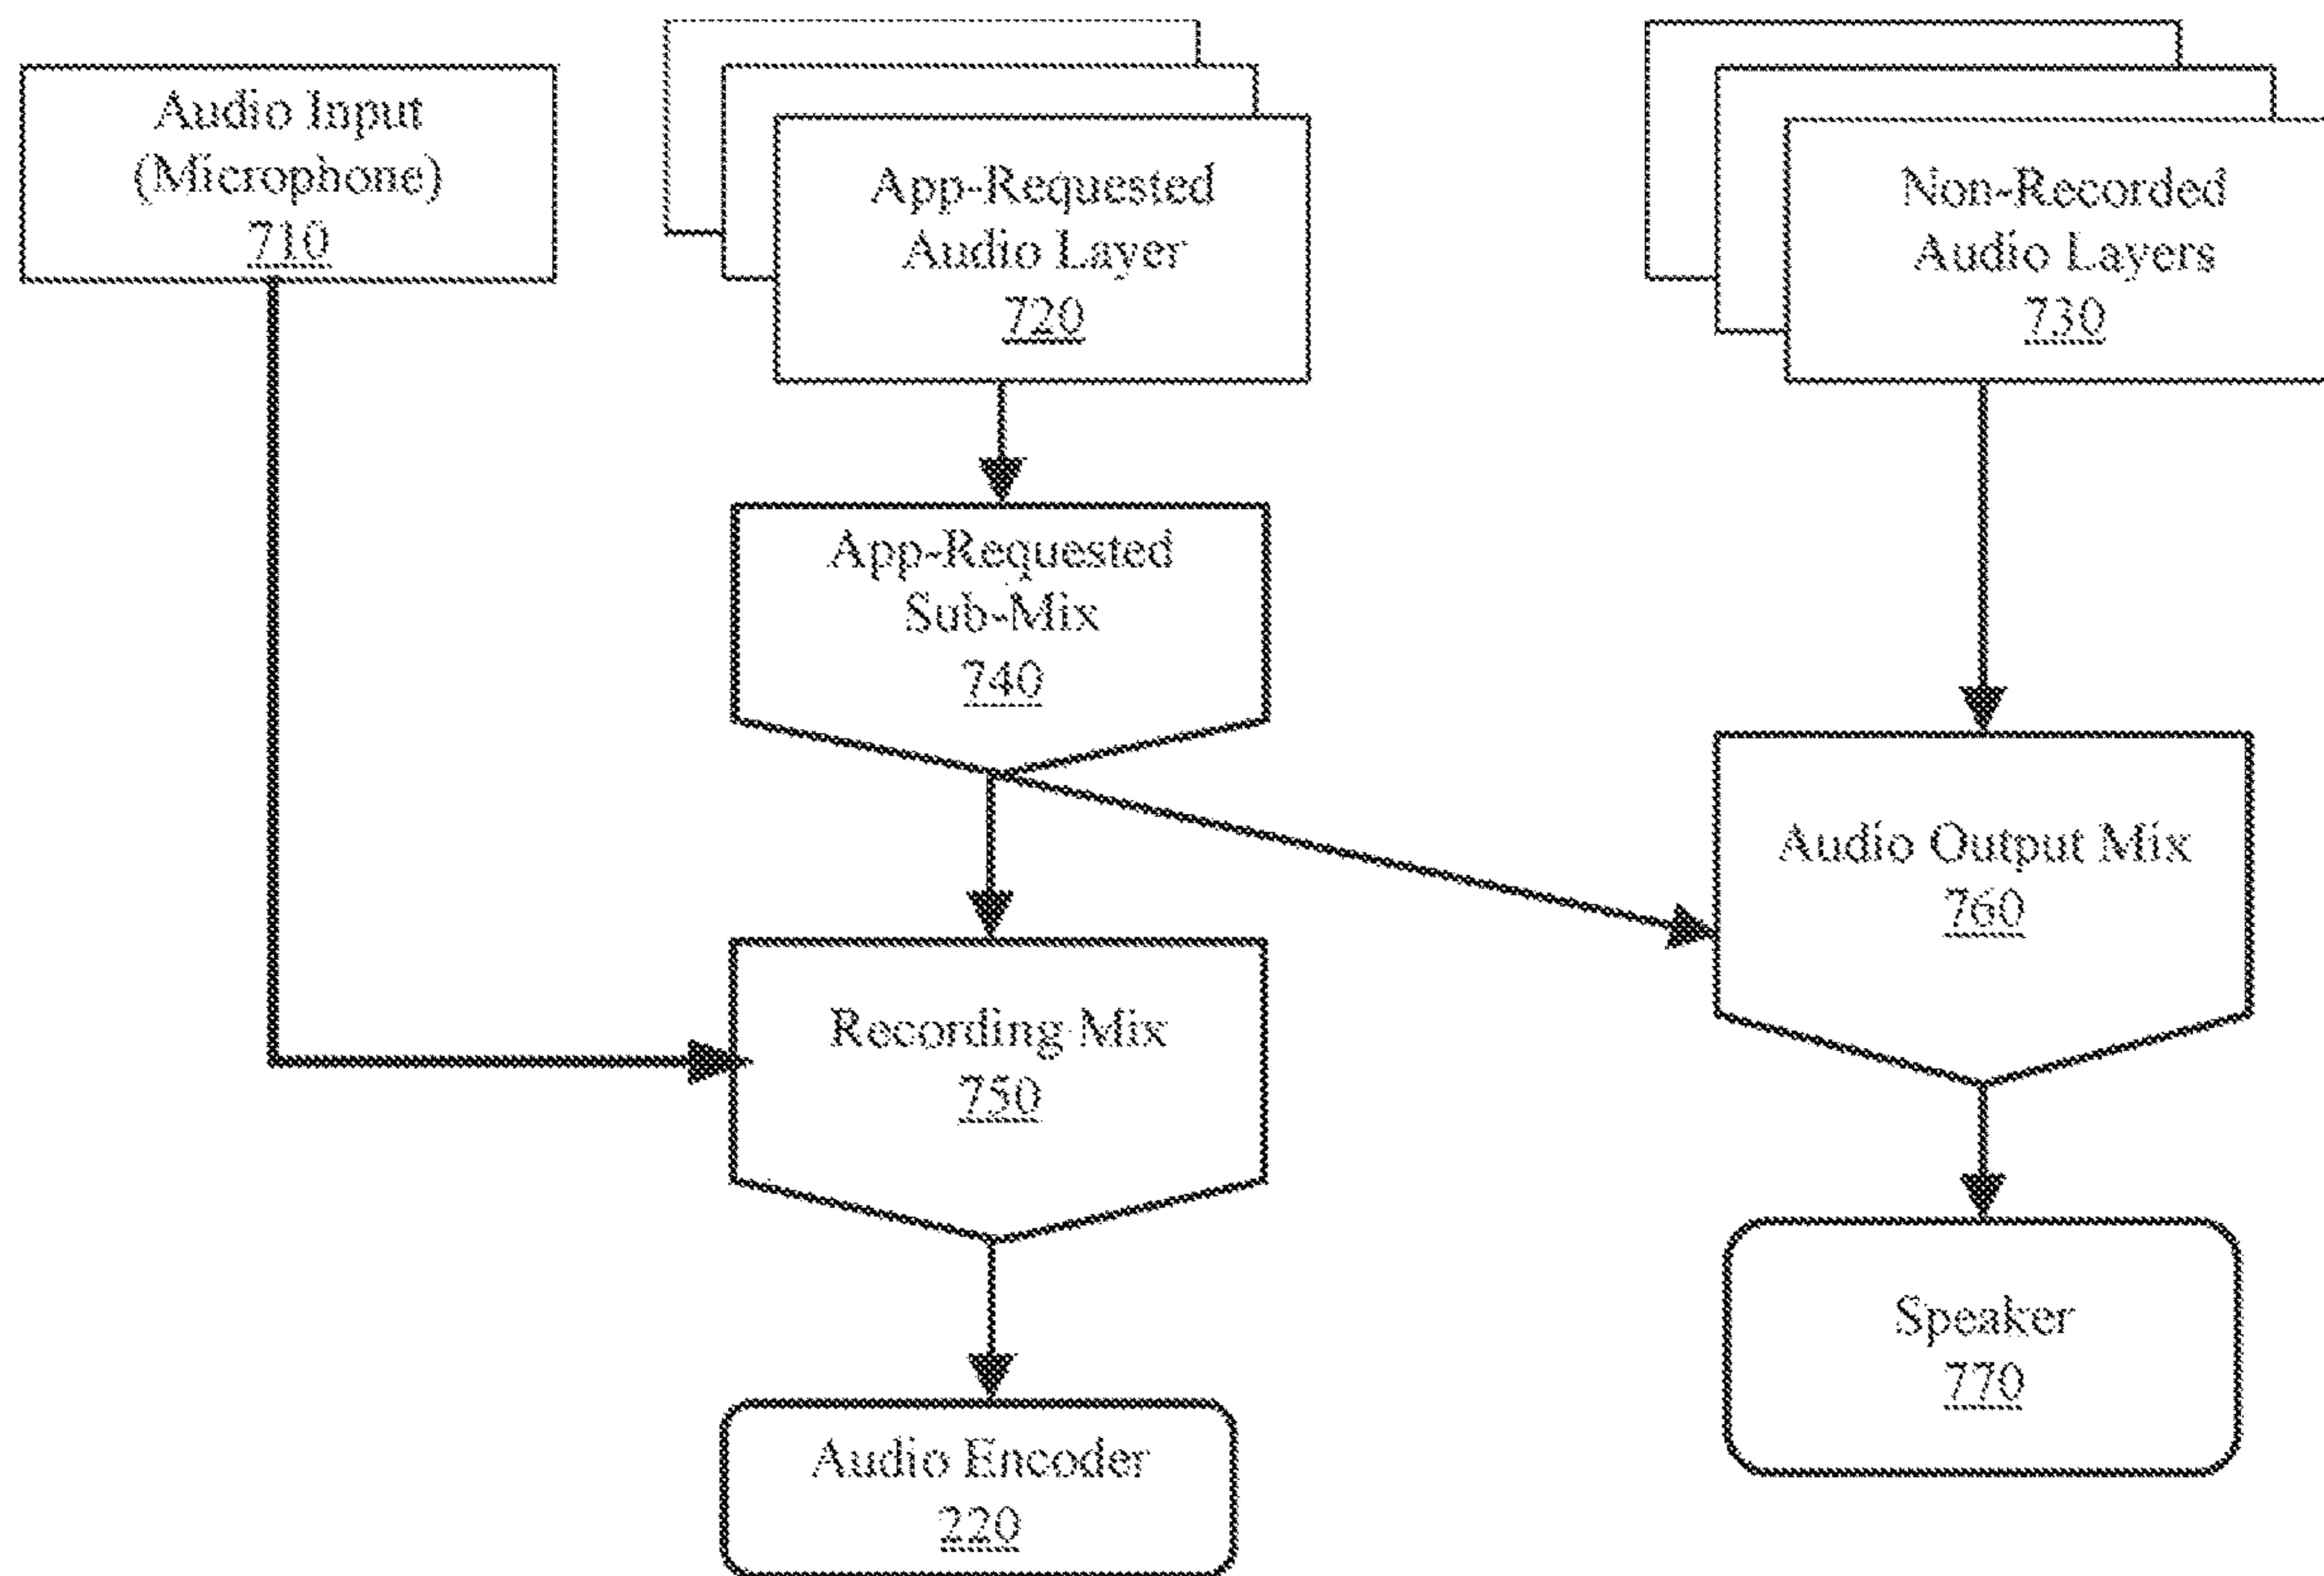 Audio Input
(Microphone)
710
App-Requested
Audio Layer
720
Non-Recorded
Audio Layers
730
App-Requested
Sub-Mix
740
Audio Output Mix
760
Recording Mix
750
Speaker
770
Audio Encoder
220